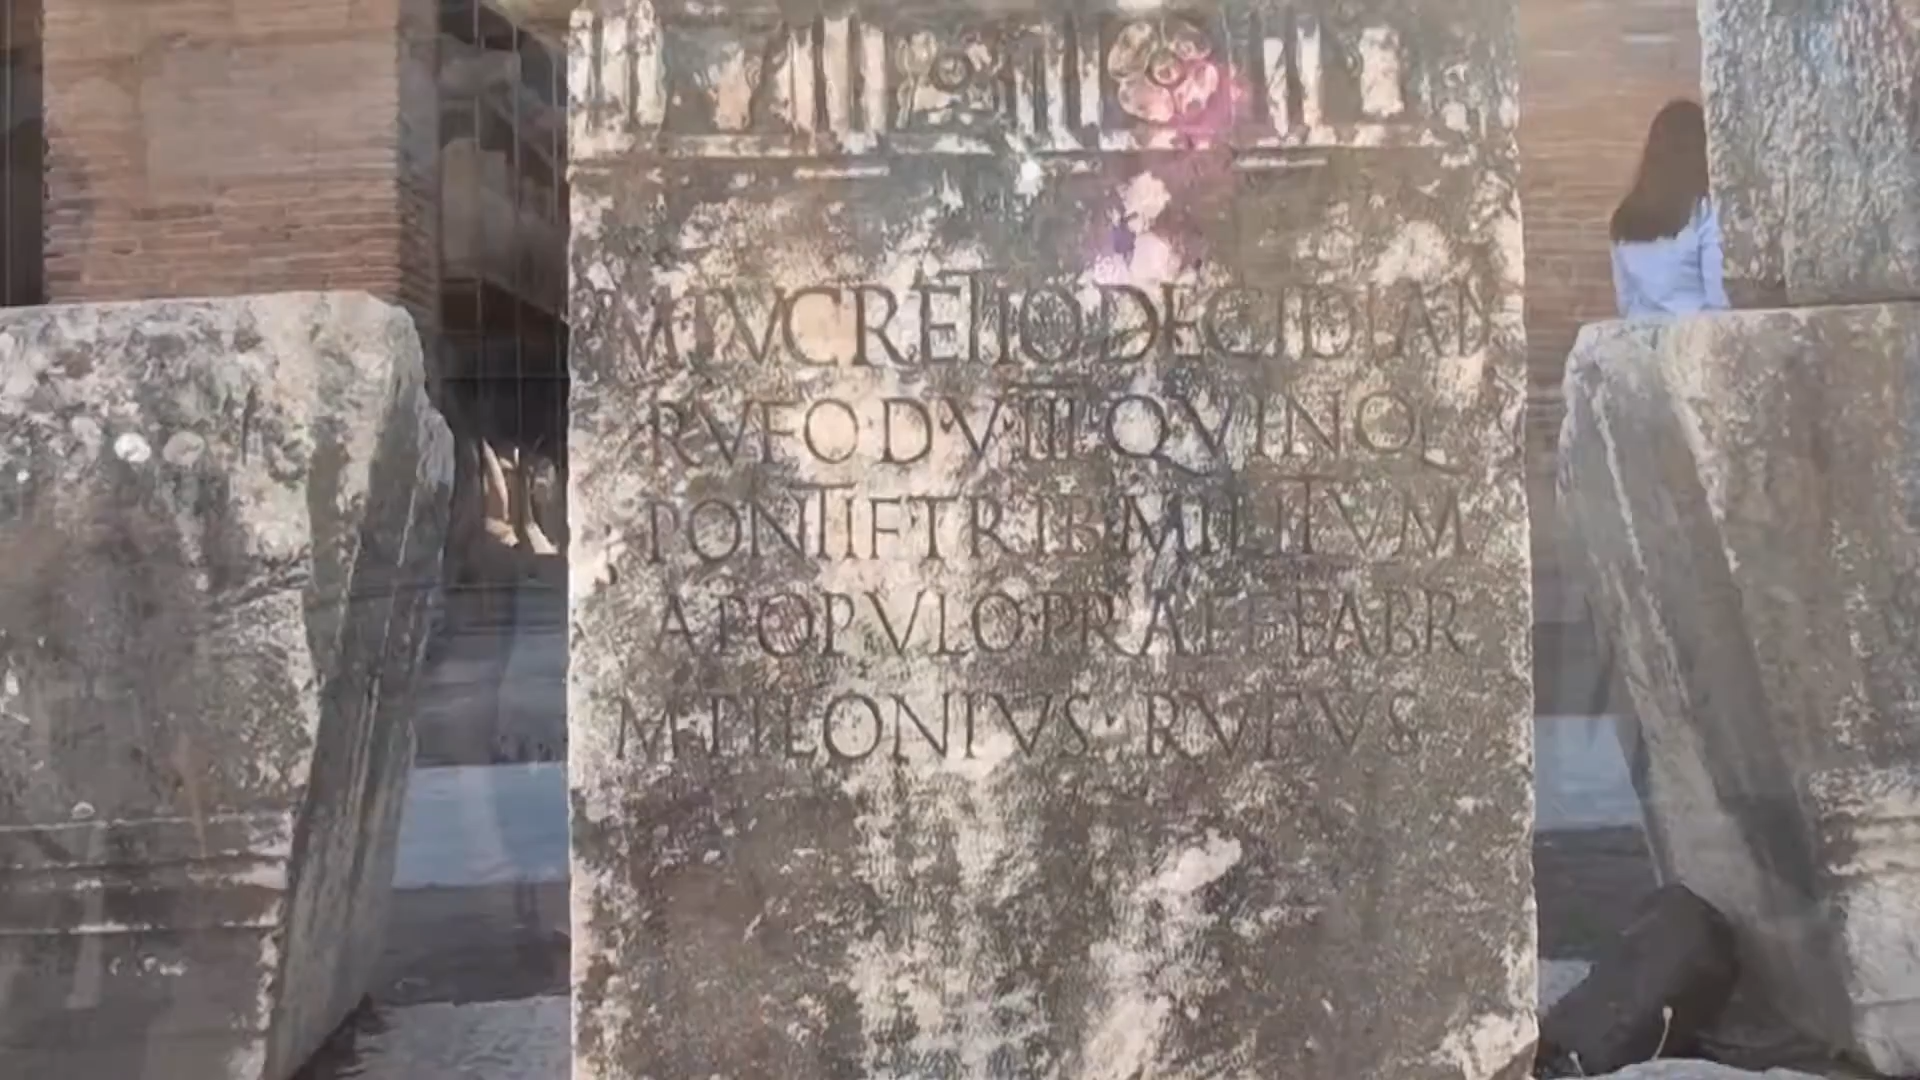 M·LVCRETIO·DECIDIAN
RVFO·D·V·III·QVINQ
PONTIF·TRIB·MILITVM
A·POPVLO·PRAEF·FABR
M·PILONIVS·RVFVS